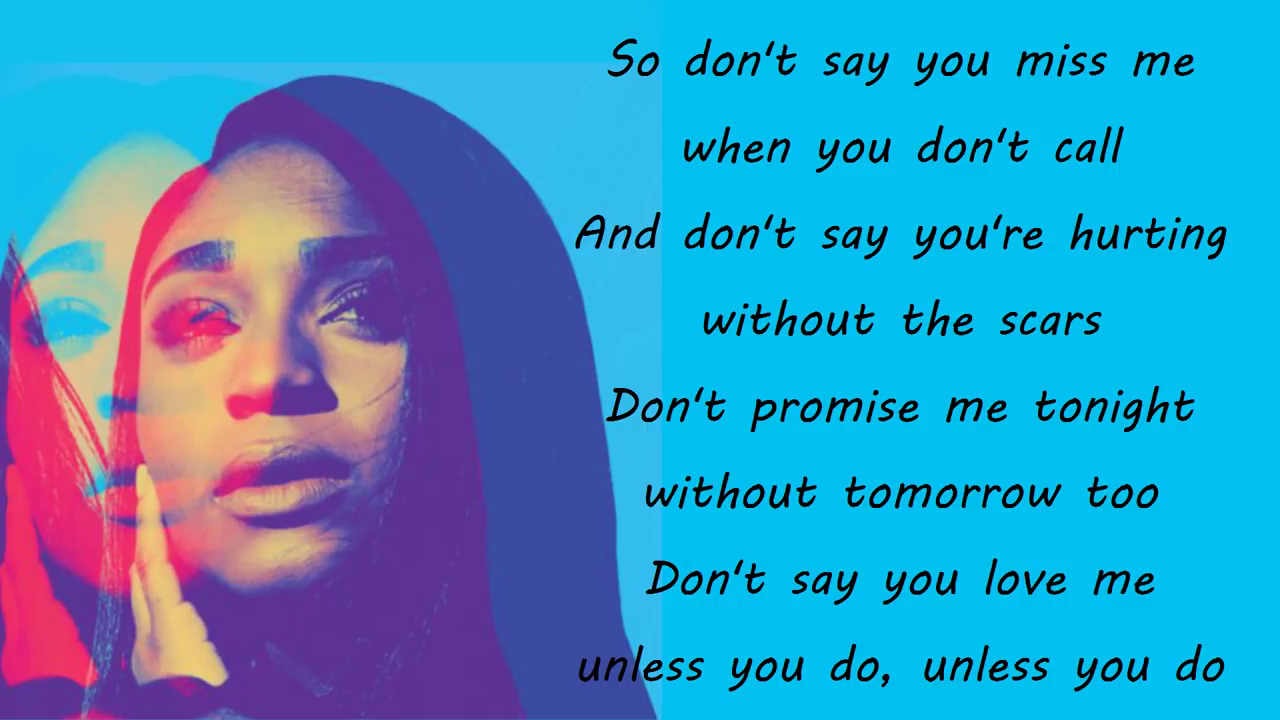 So don't say you miss me
when you don't call
And don't say you're hurting
without the scars
Don't promise me tonight
without tomorrow too
Don't say you love me
unless you do, unless you do